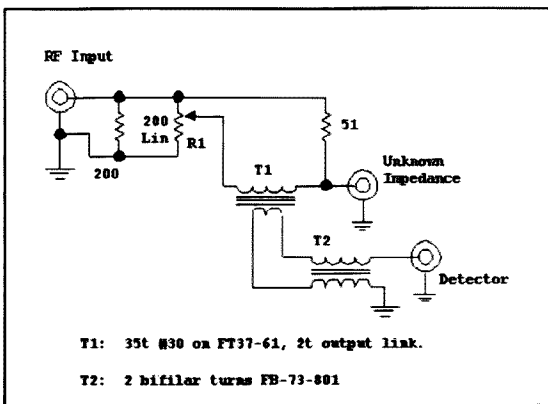 RF Input
200
Lin
R1
51
T1
Unknown
Impedance
200
T2
Detector
T1: 35t #30 on FT37-61, 2t output link.
T2: 2 bifilar turns FB-73-801